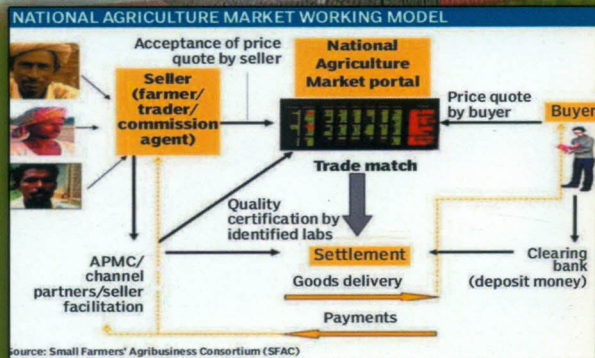 NATIONAL AGRICULTURE MARKET WORKING MODEL
Acceptance of price
quote by seller
National
Agriculture
Market portal
Seller
(farmer/
trader/
commission
agent)
Price quote
by buyer
Buyer
Trade match
Quality
certification by
identified labs
APMC/
channel
partners/seller
facilitation
Settlement
Clearing
bank
(deposit money)
Goods delivery
Payments
Source: Small Farmers' Agribusiness Consortium (SFAC)